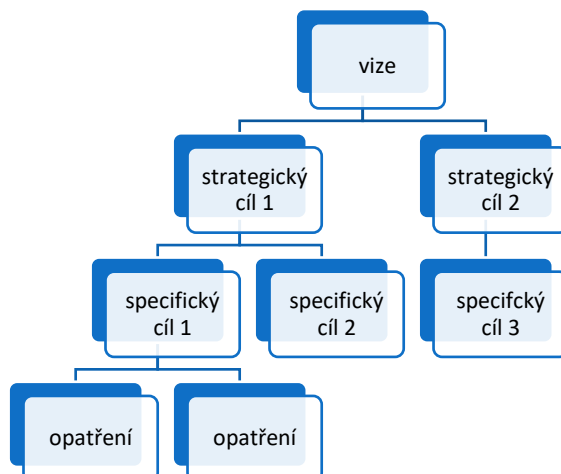 vize
strategický
cíl 1
strategický
cíl 2
specifický
cíl 1
specifický
cíl 2
specifcký
cíl 3
opatření
opatření